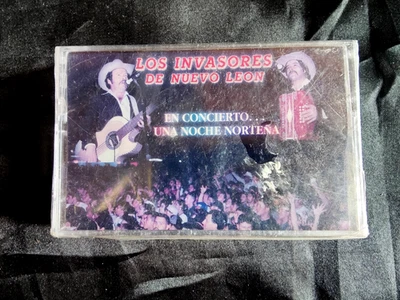 LOS INVASORES
DE NUEVO LEON
EN CONCIERTO...
UNA NOCHE NORTEÑA